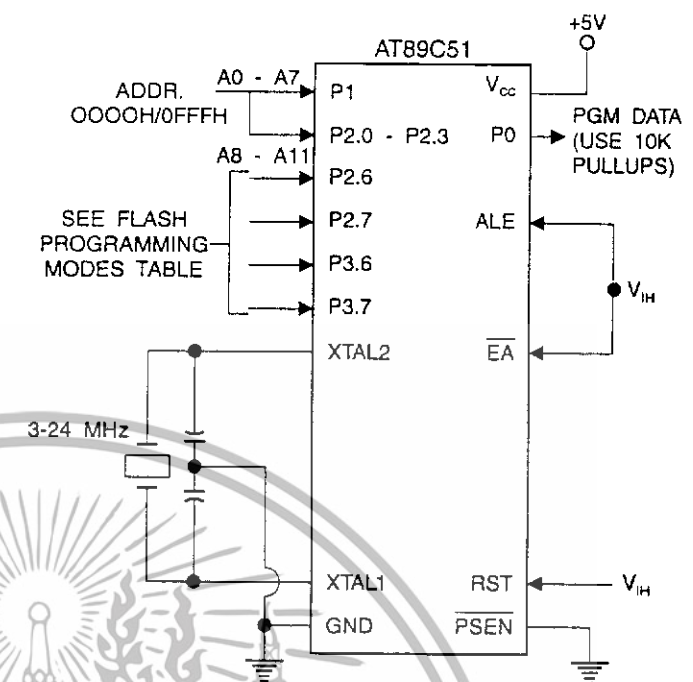 +5V
AT89C51
A0 - A7
ADDR.
OOOOH/0FFFH
P1
VCC
P2.0 - P2.3
P0
PGM DATA
(USE 10K
PULLUPS)
A8 - A11
P2.6
SEE FLASH
PROGRAMMING
MODES TABLE
P2.7
ALE
P3.6
P3.7
VIH
XTAL2
EA
3-24 MHz
XTAL1
RST
VIH
GND
PSEN